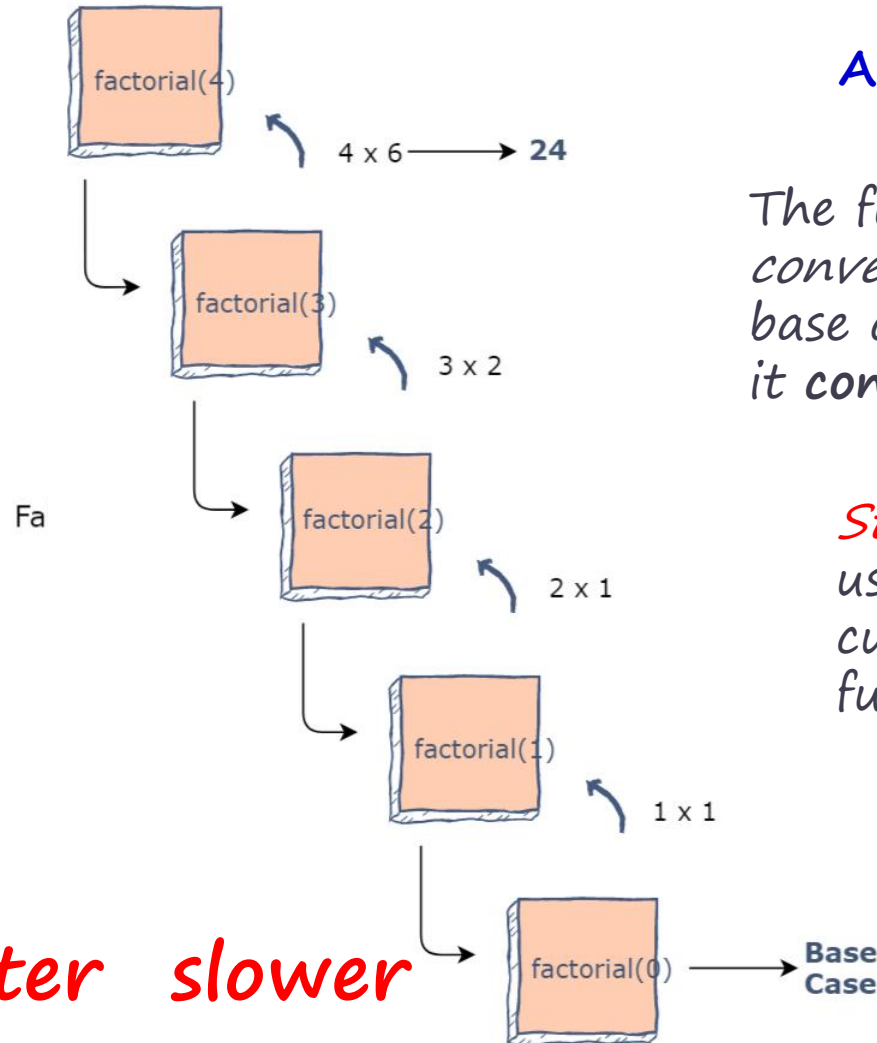 factorial(4)
4 x 6
24
factorial(3)
3 x 2
Fa
factorial(2)
2 x 1
factorial(1)
1 x 1
factorial(0)
Base
Case
A
The
conve
base
it con
us
cu
fu
ter slower